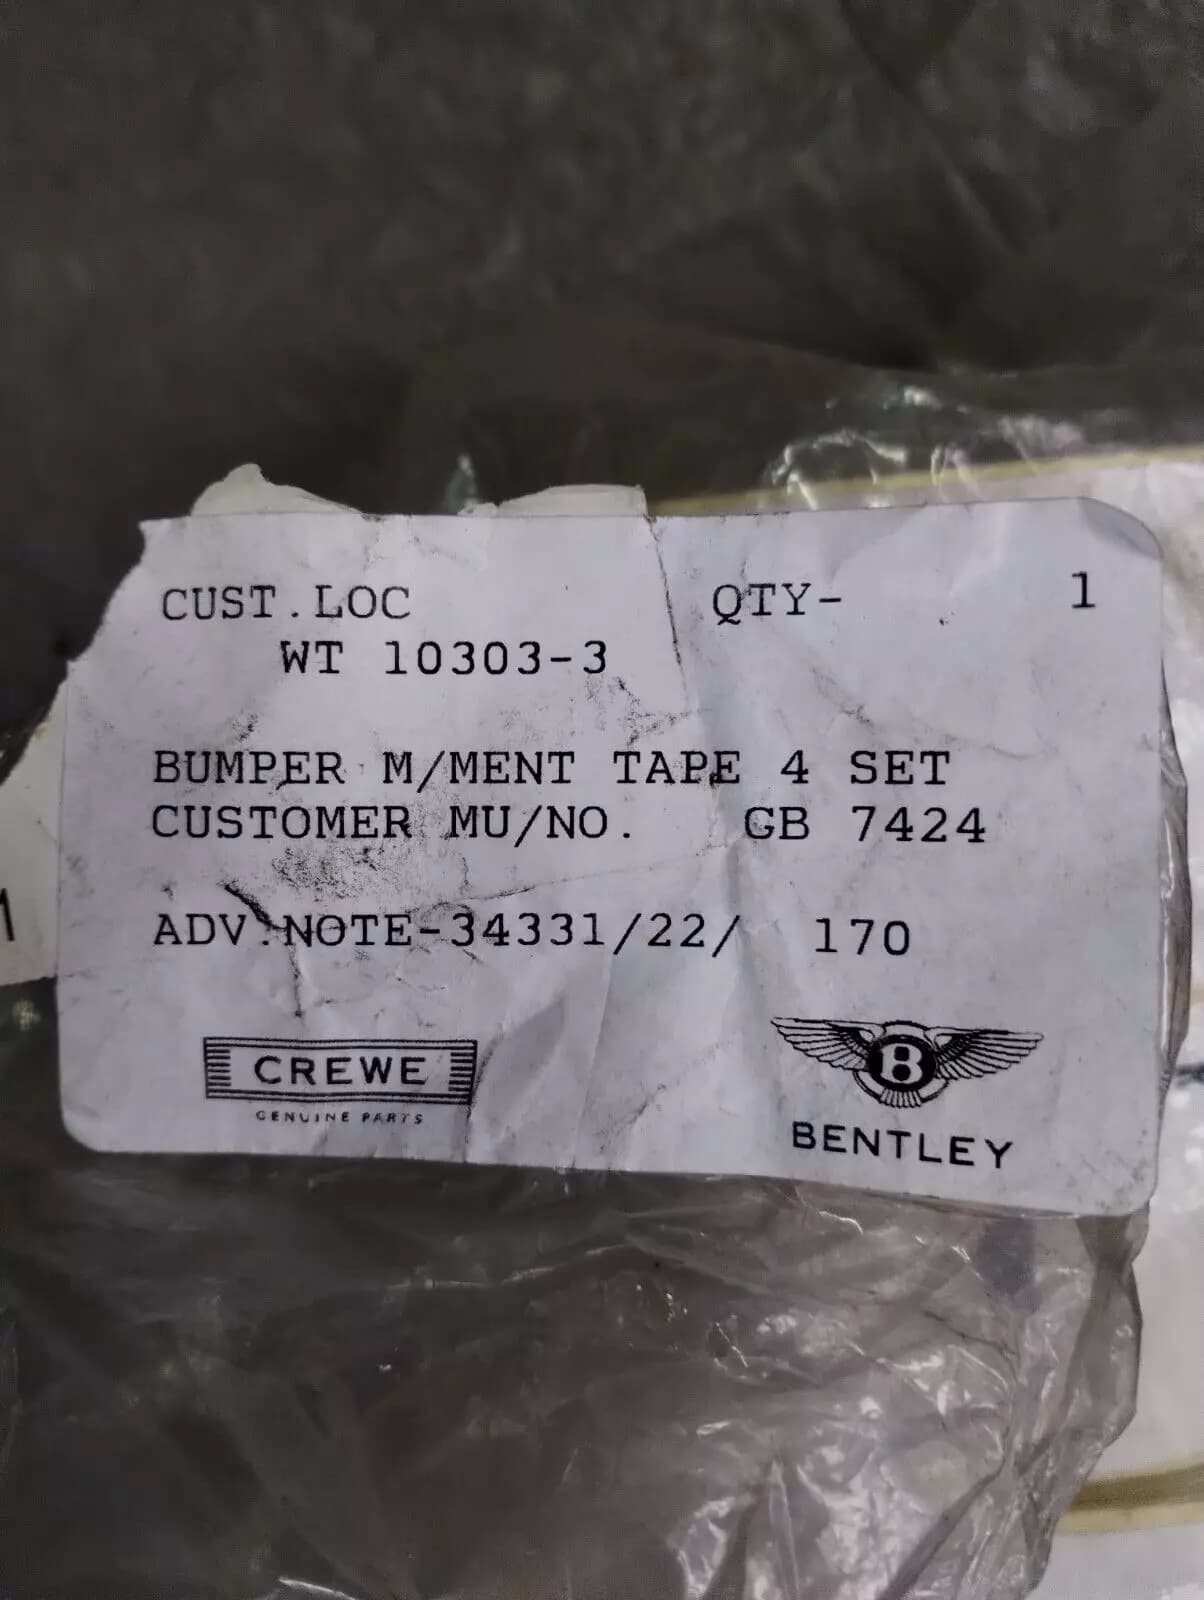 CUST.LOC QTY- 1
WT 10303-3
BUMPER M/MENT TAPE 4 SET
CUSTOMER MU/NO. GB 7424
ADV.NOTE-34331/22/ 170
CREWE
GENUINE PARTS
B
BENTLEY